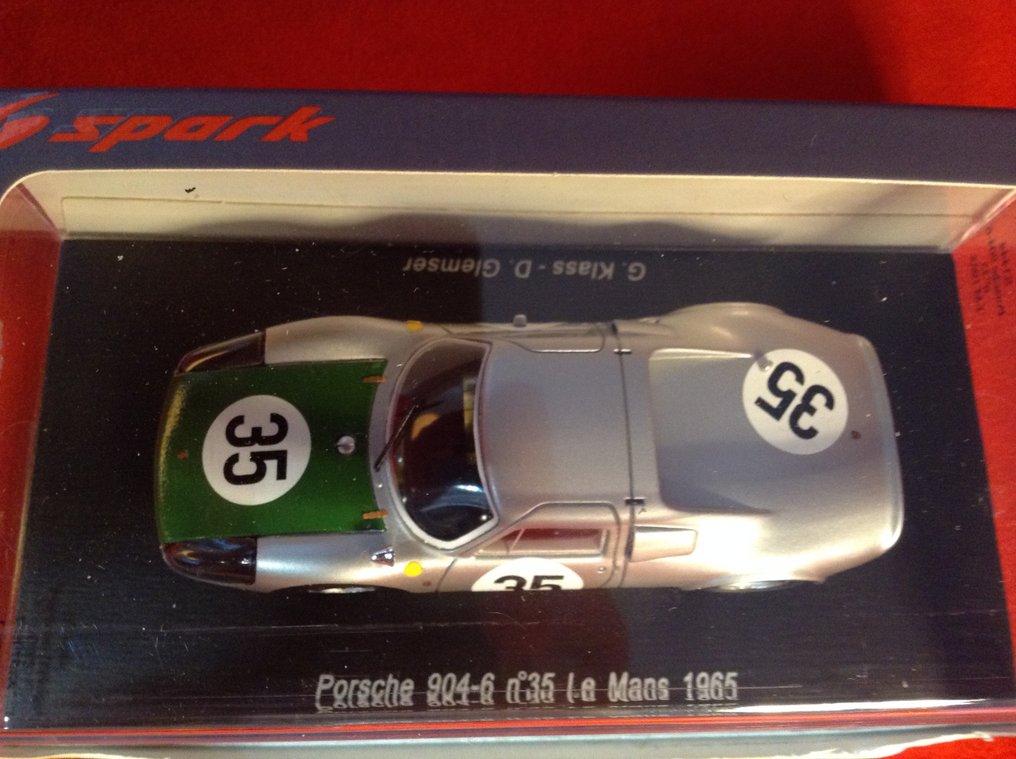 spark
G. Klass - D. Glemser
35
35
35
Porsche 904-6 n°35 Le Mans 1965